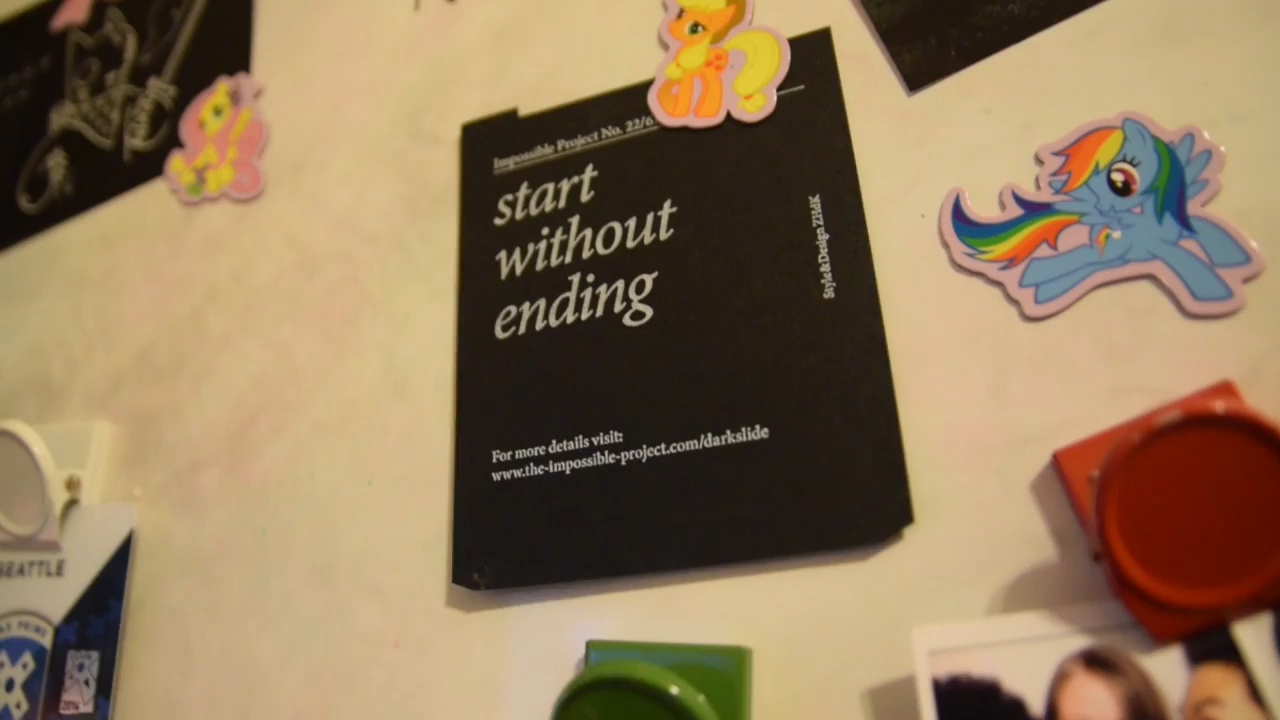 Impossible Project No. 22/6
start
without
ending
Style & Design ZHdK
For more details visit:
www.the-impossible-project.com/darkslide
SEATTLE
2014